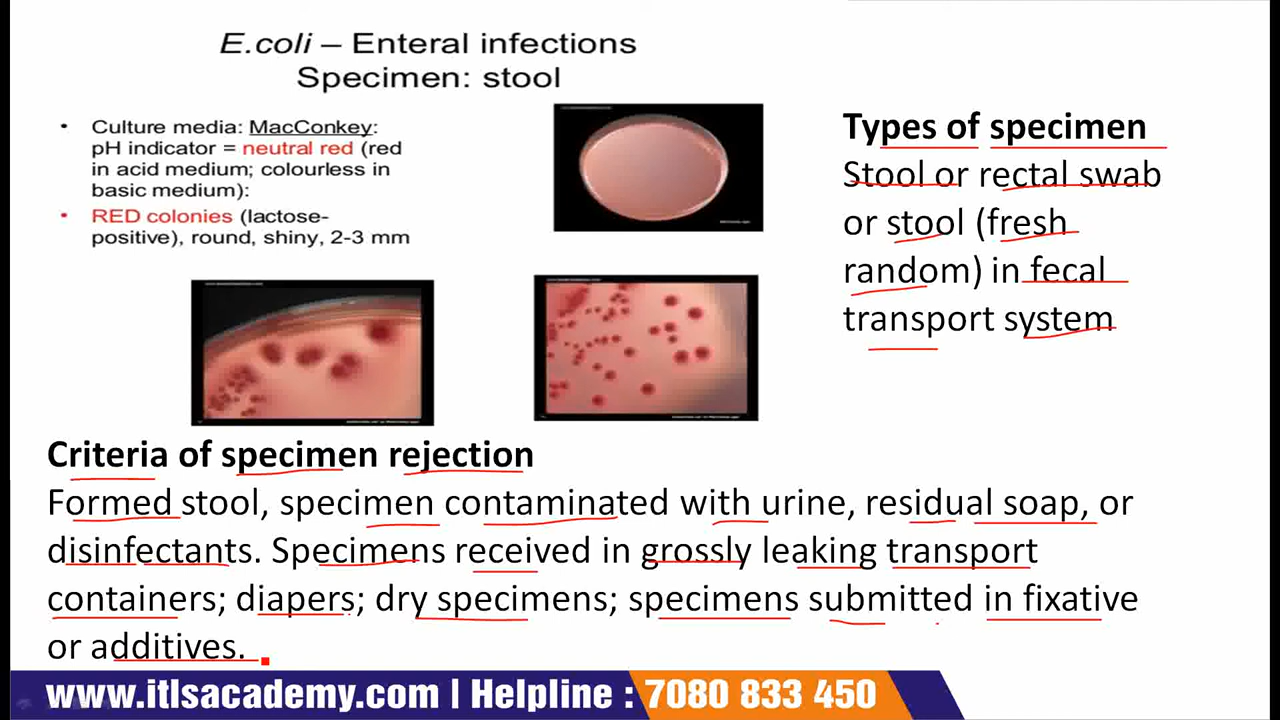 E.coli – Enteral infections
Specimen: stool
• Culture media: MacConkey:
pH indicator = neutral red (red
in acid medium; colourless in
basic medium):
• RED colonies (lactose-
positive), round, shiny, 2-3 mm
Types of specimen
Stool or rectal swab
or stool (fresh
random) in fecal
transport system
Criteria of specimen rejection
Formed stool, specimen contaminated with urine, residual soap, or
disinfectants. Specimens received in grossly leaking transport
containers; diapers; dry specimens; specimens submitted in fixative
or additives.
www.itlsacademy.com | Helpline : 7080 833 450